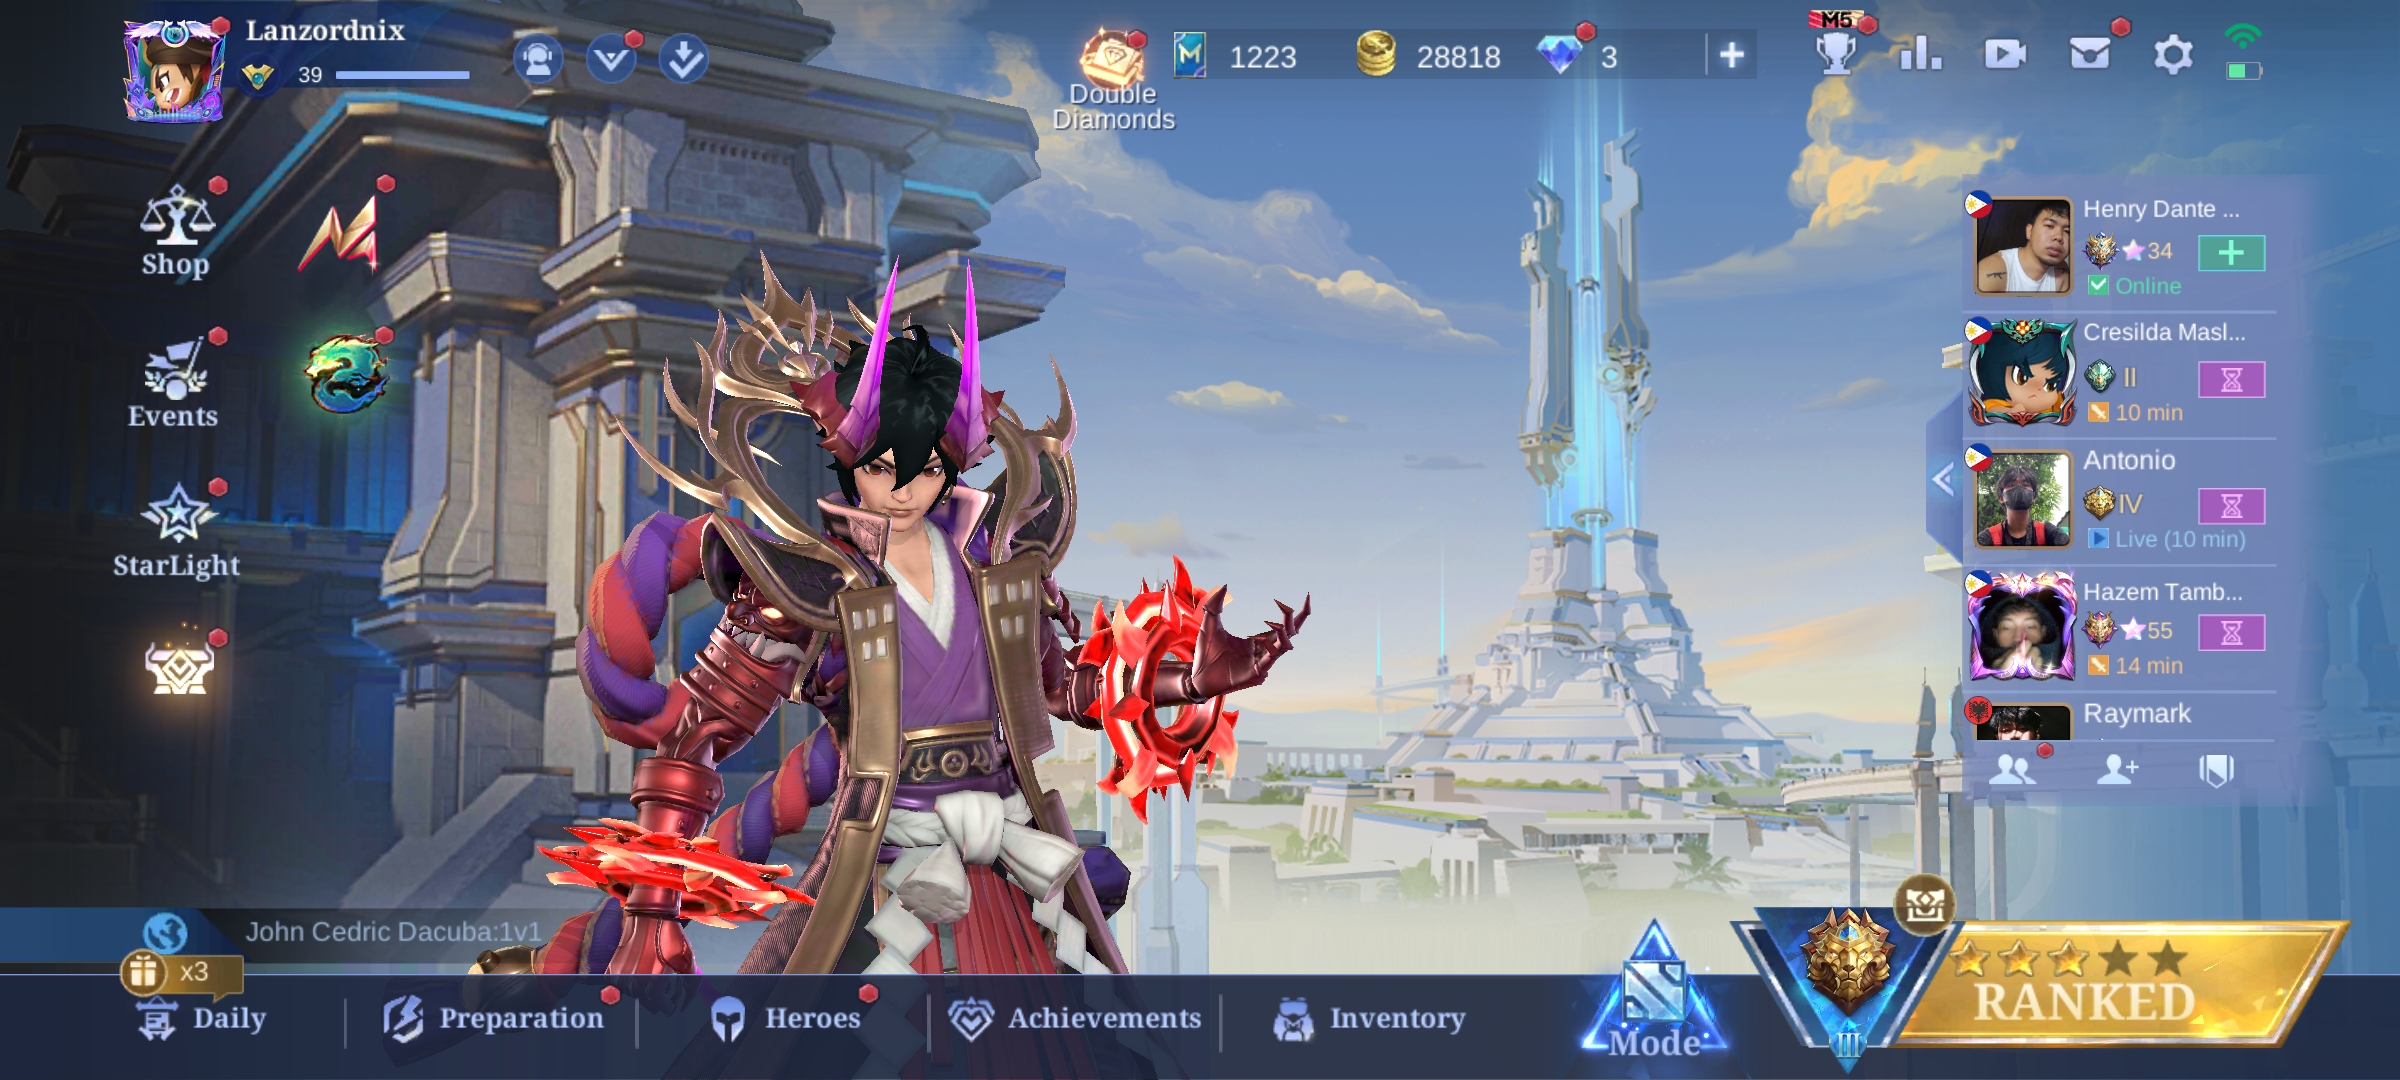 Lanzordnix
39
Double
Diamonds
1223
28818
3
M5
Shop
Events
StarLight
Henry Dante ...
34
Online
Cresilda Masl...
II
10 min
Antonio
IV
Live (10 min)
Hazem Tamb...
55
14 min
Raymark
John Cedric Dacuba:1v1
x3
Daily
Preparation
Heroes
Achievements
Inventory
Mode
III
RANKED